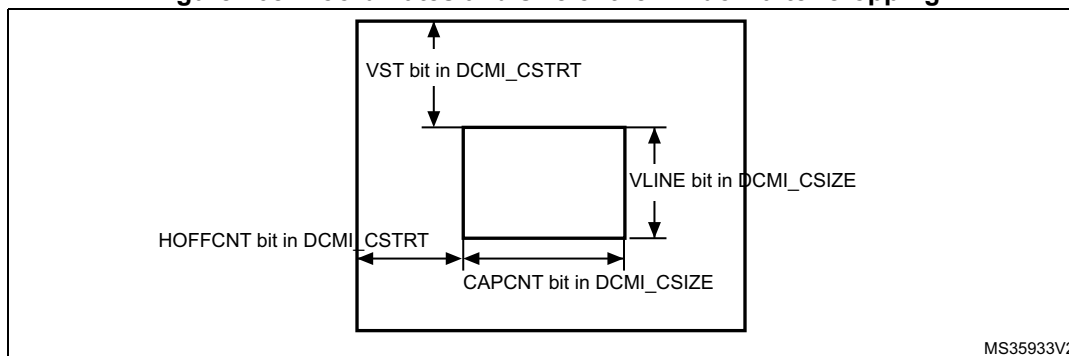 VST bit in DCMI_CSTRT
VLINE bit in DCMI_CSIZE
HOFFCNT bit in DCMI_CSTRT
CAPCNT bit in DCMI_CSIZE
MS35933V2